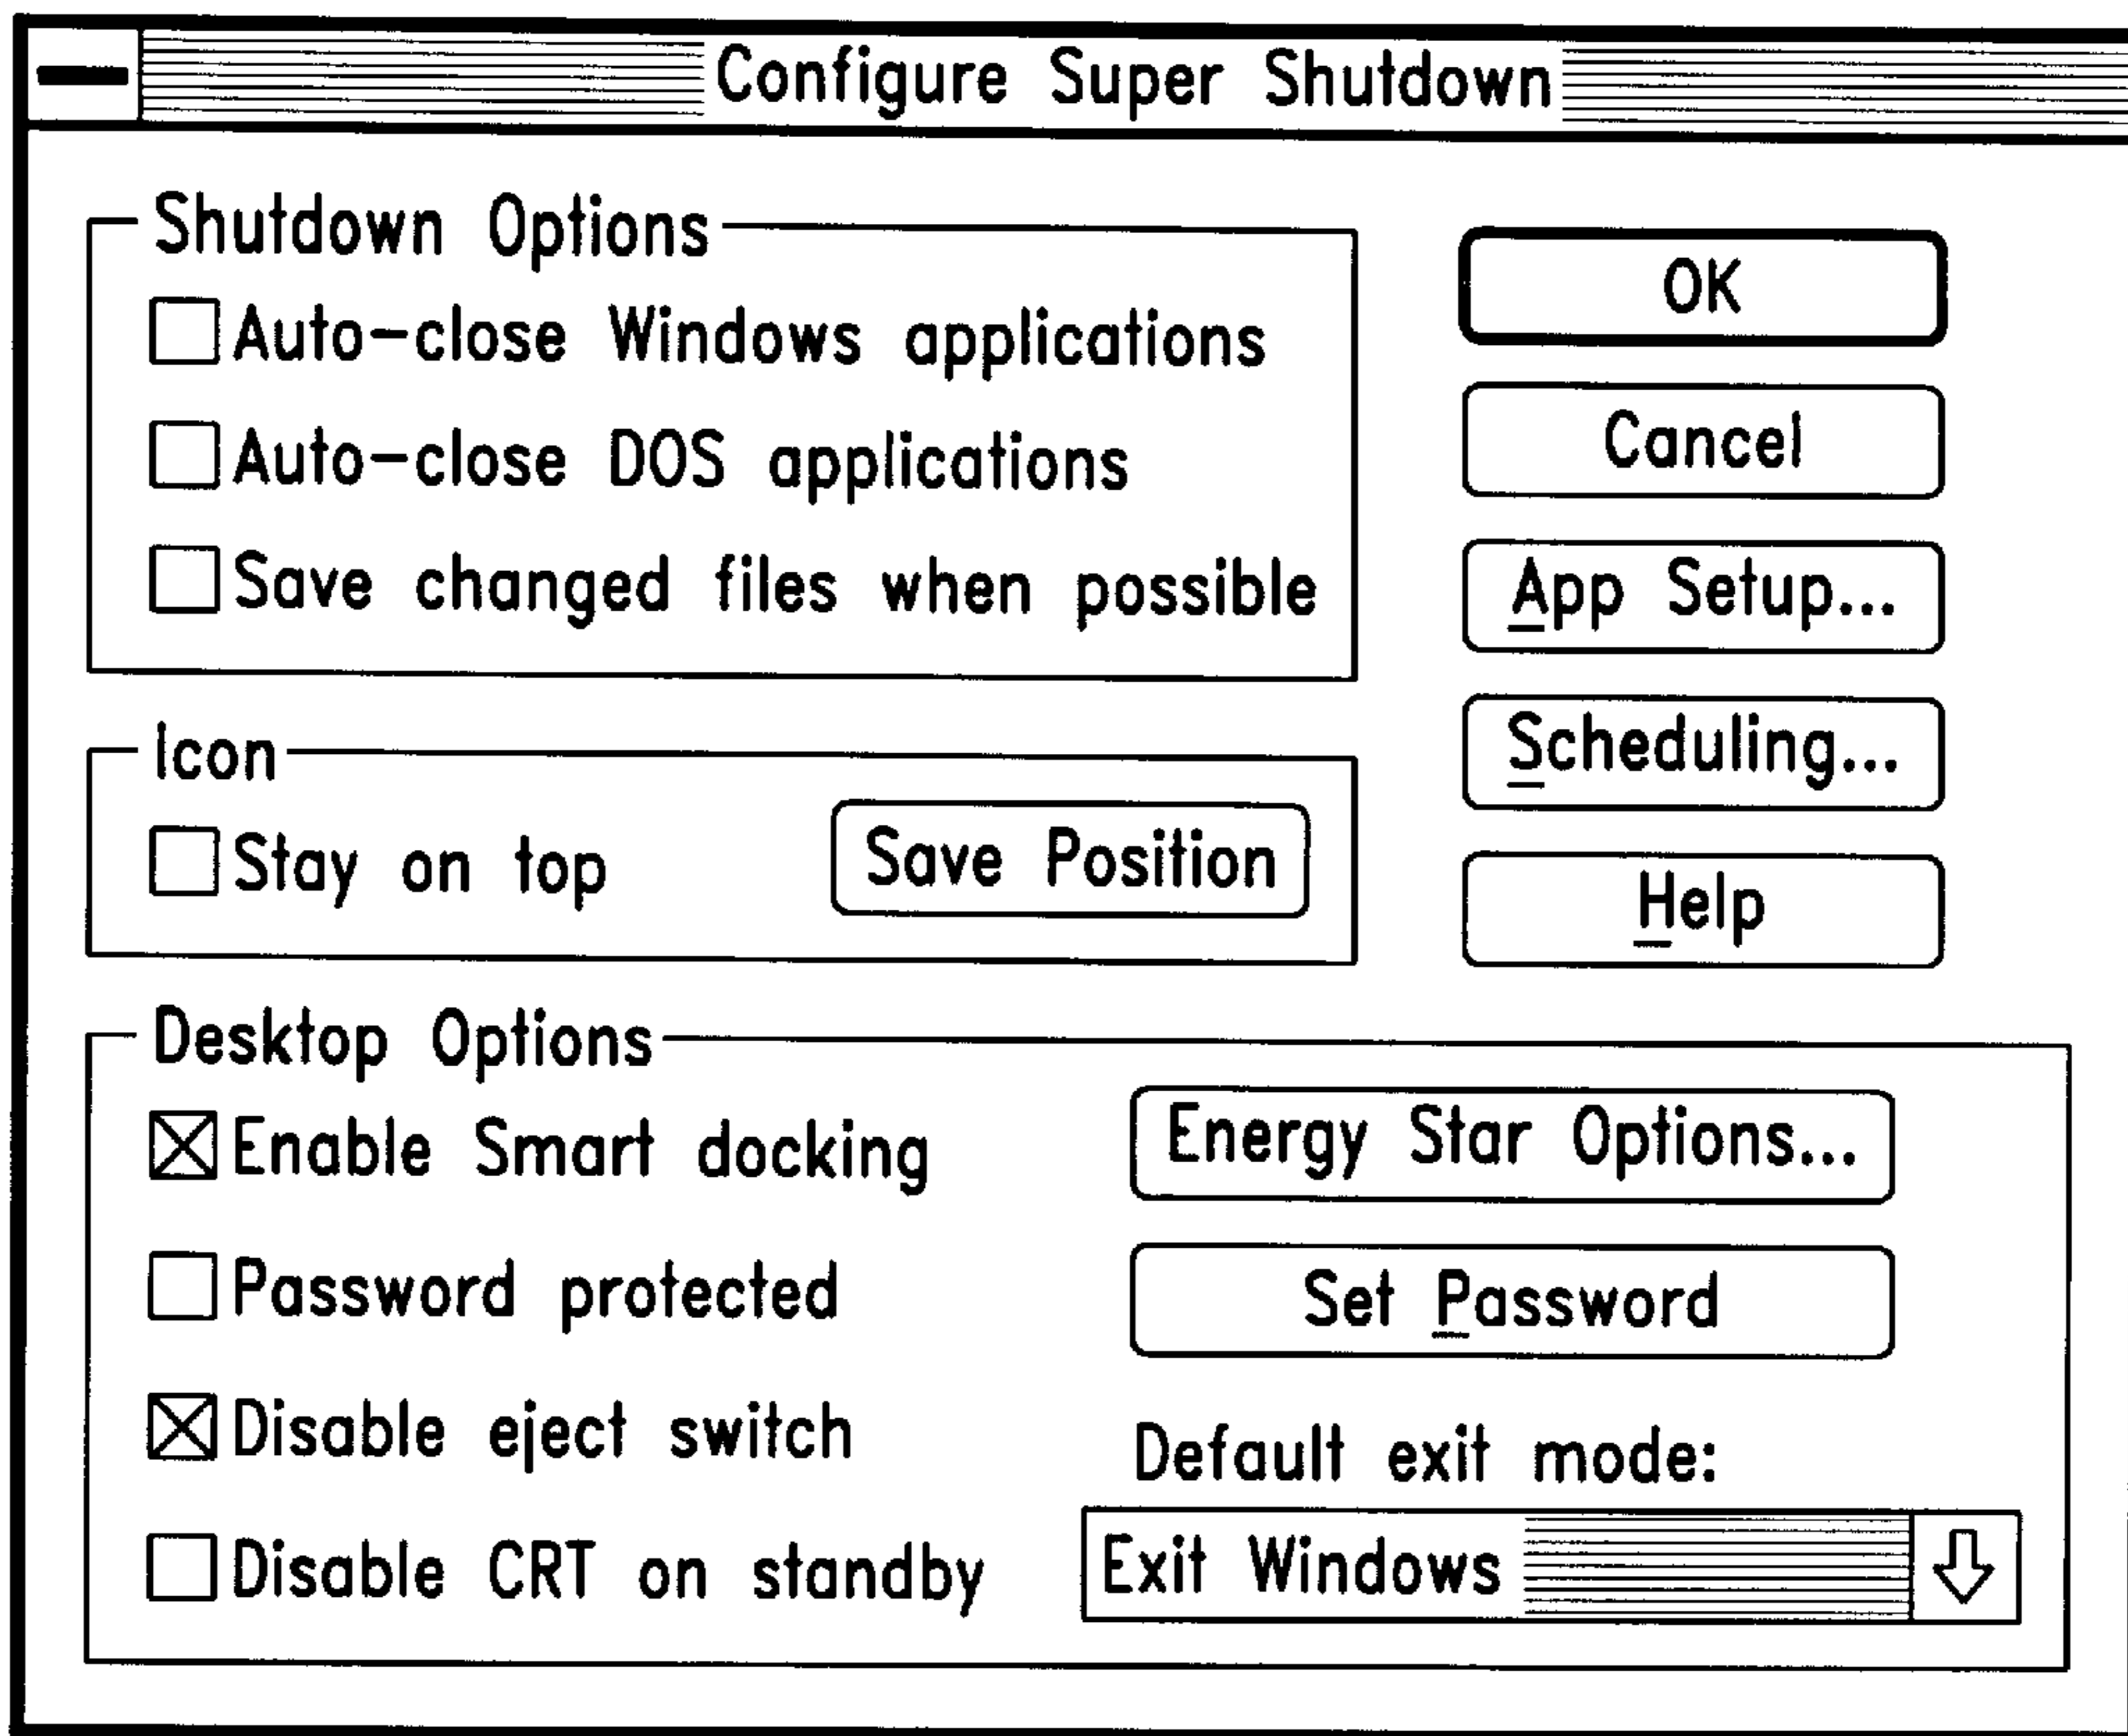 Configure Super Shutdown
Shutdown Options
Auto-close Windows applications
Auto-close DOS applications
Save changed files when possible
OK
Cancel
App Setup...
Scheduling...
Help
Icon
Stay on top
Save Position
Desktop Options
Enable Smart docking
Password protected
Disable eject switch
Disable CRT on standby
Energy Star Options...
Set Password
Default exit mode:
Exit Windows